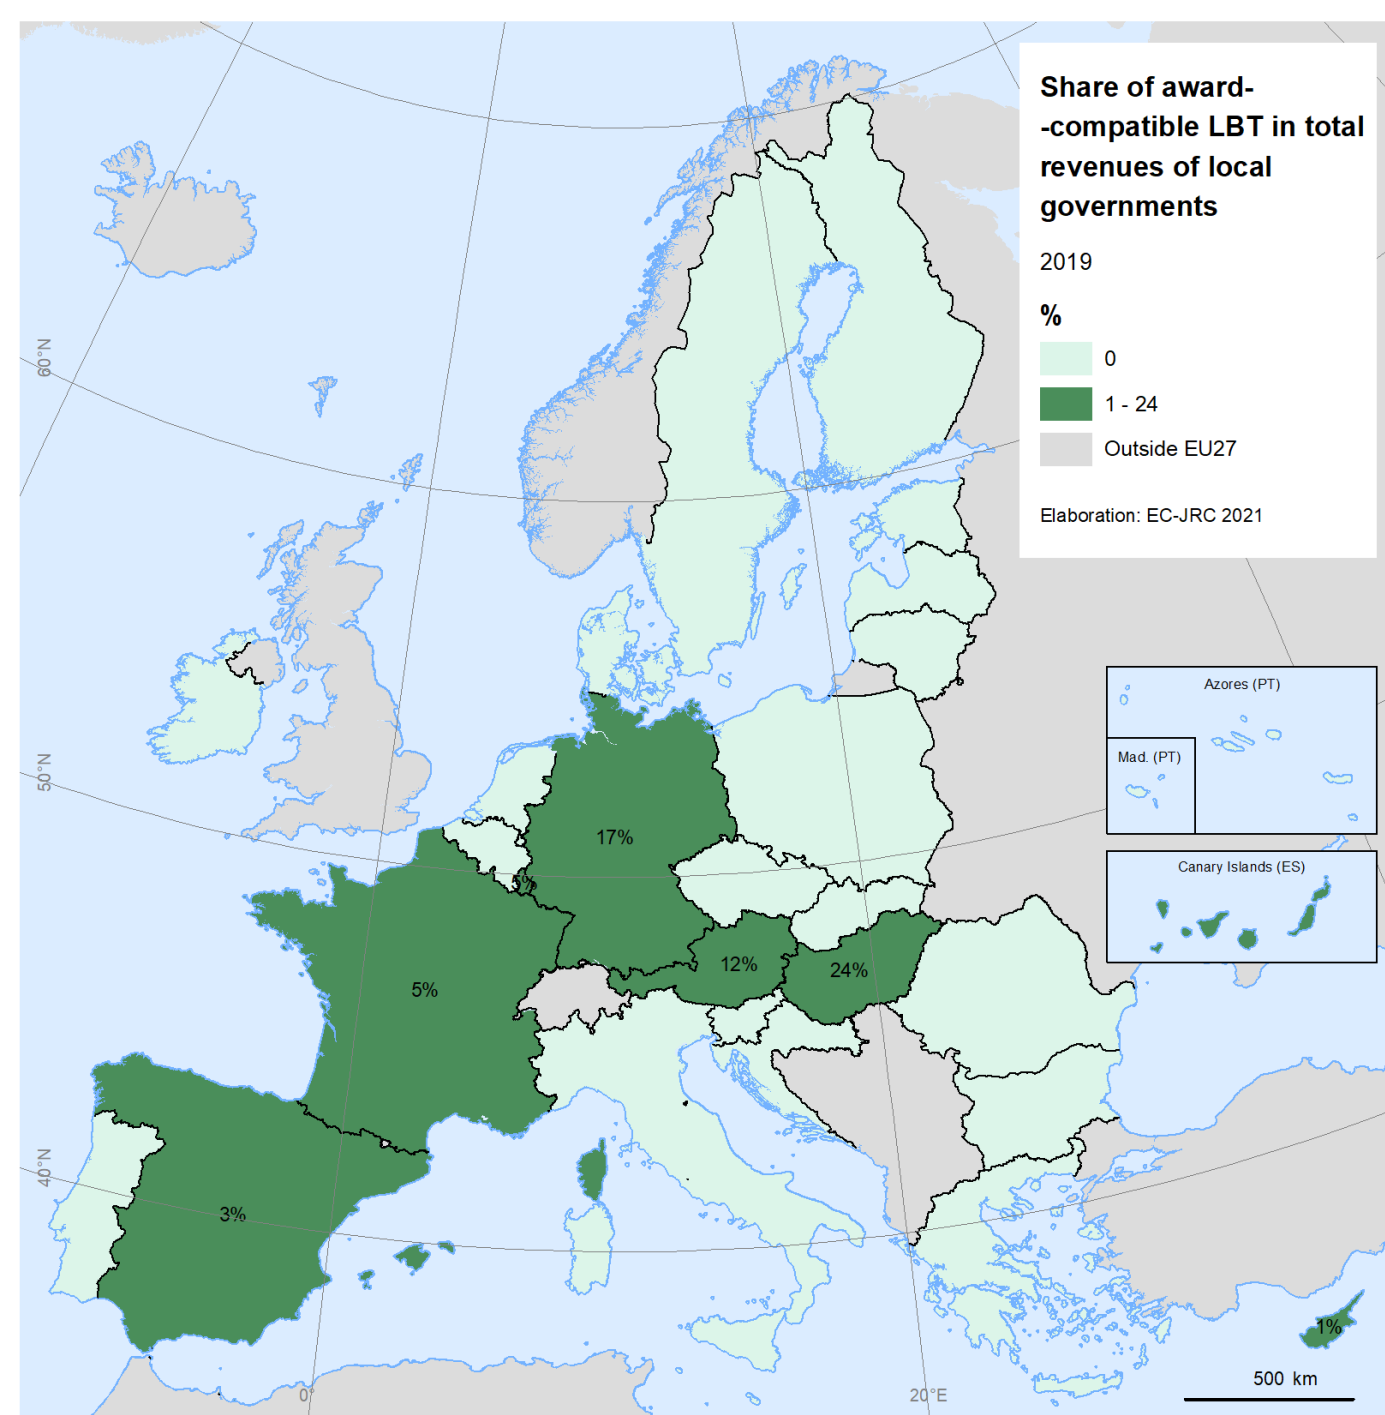 Share of award-
-compatible LBT in total
revenues of local
governments
2019
%
0
1 - 24
Outside EU27
Elaboration: EC-JRC 2021
60°N
50°N
40°N
Azores (PT)
Mad. (PT)
Canary Islands (ES)
17%
5%
12%
24%
5%
3%
1%
500 km
0°
20°E